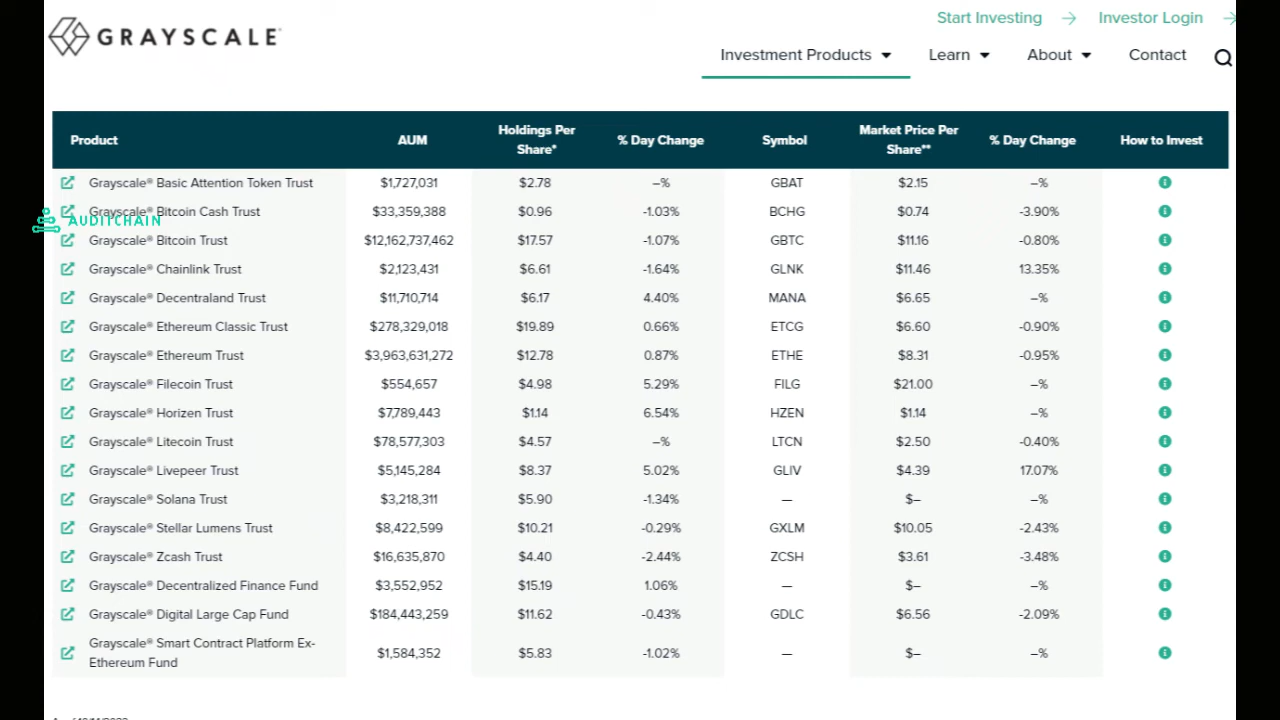 GRAYSCALE
Start Investing
Investor Login
Investment Products
Learn
About
Contact
Product AUM Holdings Per Share* % Day Change Symbol Market Price Per Share** % Day Change How to Invest
Grayscale® Basic Attention Token Trust $1,727,031 $2.78 –% GBAT $2.15 –%
Grayscale® Bitcoin Cash Trust $33,359,388 $0.96 -1.03% BCHG $0.74 -3.90%
AUDITCHAIN
Grayscale® Bitcoin Trust $12,162,737,462 $17.57 -1.07% GBTC $11.16 -0.80%
Grayscale® Chainlink Trust $2,123,431 $6.61 -1.64% GLNK $11.46 13.35%
Grayscale® Decentraland Trust $11,710,714 $6.17 4.40% MANA $6.65 –%
Grayscale® Ethereum Classic Trust $278,329,018 $19.89 0.66% ETCG $6.60 -0.90%
Grayscale® Ethereum Trust $3,963,631,272 $12.78 0.87% ETHE $8.31 -0.95%
Grayscale® Filecoin Trust $554,657 $4.98 5.29% FILG $21.00 –%
Grayscale® Horizen Trust $7,789,443 $1.14 6.54% HZEN $1.14 –%
Grayscale® Litecoin Trust $78,577,303 $4.57 –% LTCN $2.50 -0.40%
Grayscale® Livepeer Trust $5,145,284 $8.37 5.02% GLIV $4.39 17.07%
Grayscale® Solana Trust $3,218,311 $5.90 -1.34% — $– –%
Grayscale® Stellar Lumens Trust $8,422,599 $10.21 -0.29% GXLM $10.05 -2.43%
Grayscale® Zcash Trust $16,635,870 $4.40 -2.44% ZCSH $3.61 -3.48%
Grayscale® Decentralized Finance Fund $3,552,952 $15.19 1.06% — $– –%
Grayscale® Digital Large Cap Fund $184,443,259 $11.62 -0.43% GDLC $6.56 -2.09%
Grayscale® Smart Contract Platform Ex-
Ethereum Fund $1,584,352 $5.83 -1.02% — $– –%